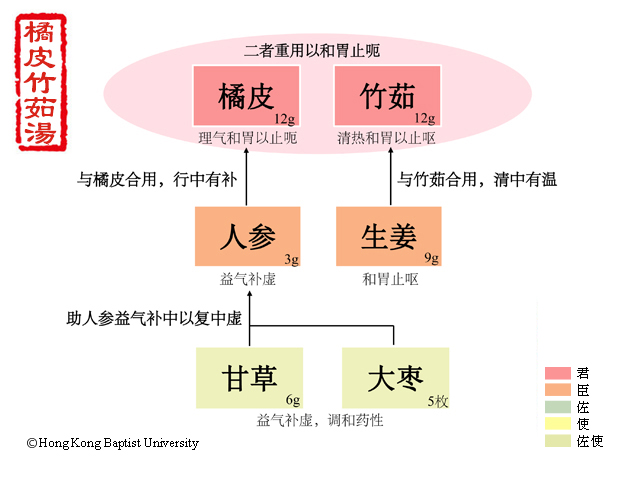 橘皮竹茹湯
二者重用以和胃止呃
橘皮
12g
竹茹
12g
理气和胃以止呃
清热和胃以止呕
与橘皮合用，行中有补
与竹茹合用，清中有温
人参
3g
生姜
9g
益气补虚
和胃止呕
助人参益气补中以复中虚
甘草
6g
大枣
5枚
益气补虚，调和药性
君
臣
佐
使
佐使
©Hong Kong Baptist University